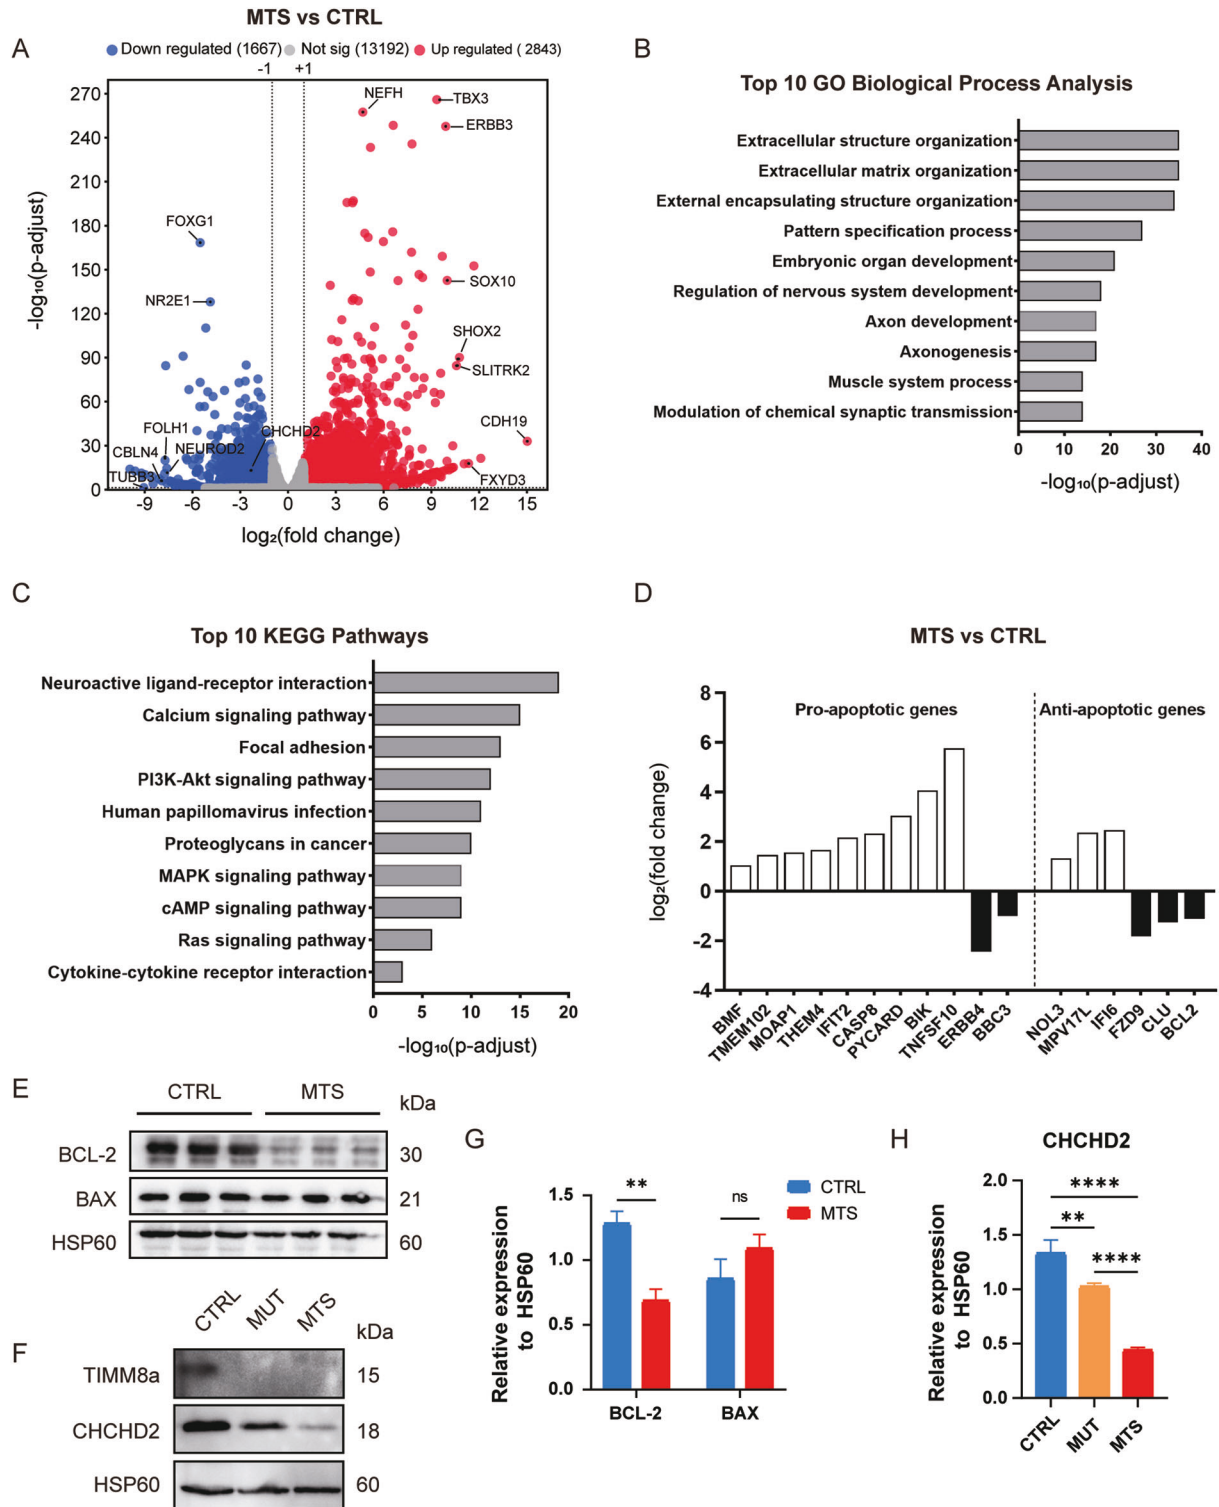 MTS vs CTRL
A
Down regulated (1667) Not sig (13192) Up regulated ( 2843)
-1 +1
-log₁₀(p-adjust)
270
240
210
180
150
120
90
60
30
0
NEFH
TBX3
ERBB3
FOXG1
NR2E1
SOX10
SHOX2
SLITRK2
CDH19
FXYD3
FOLH1
CHCHD2
CBLN4
NEUROD2
TUBB3
-9 -6 -3 0 3 6 9 12 15
log₂(fold change)
B
Top 10 GO Biological Process Analysis
Extracellular structure organization
Extracellular matrix organization
External encapsulating structure organization
Pattern specification process
Embryonic organ development
Regulation of nervous system development
Axon development
Axonogenesis
Muscle system process
Modulation of chemical synaptic transmission
0 10 20 30 40
-log₁₀(p-adjust)
C
Top 10 KEGG Pathways
Neuroactive ligand-receptor interaction
Calcium signaling pathway
Focal adhesion
PI3K-Akt signaling pathway
Human papillomavirus infection
Proteoglycans in cancer
MAPK signaling pathway
cAMP signaling pathway
Ras signaling pathway
Cytokine-cytokine receptor interaction
0 5 10 15 20
-log₁₀(p-adjust)
D
MTS vs CTRL
Pro-apoptotic genes Anti-apoptotic genes
log₂(fold change)
8
6
4
2
0
-2
-4
BMF TMEM102 MOAP1 THEM4 IFIT2 CASP8 PYCARD BIK TNFSF10 ERBB4 BBC3 NOL3 MPV17L IFI6 FZD9 CLU BCL2
E
CTRL MTS kDa
BCL-2 30
BAX 21
HSP60 60
F
CTRL MUT MTS kDa
TIMM8a 15
CHCHD2 18
HSP60 60
G
CTRL
MTS
Relative expression
to HSP60
1.5
1.0
0.5
0.0
** ns
BCL-2 BAX
H
CHCHD2
Relative expression
to HSP60
2.0
1.5
1.0
0.5
0.0
****
**
****
CTRL MUT MTS